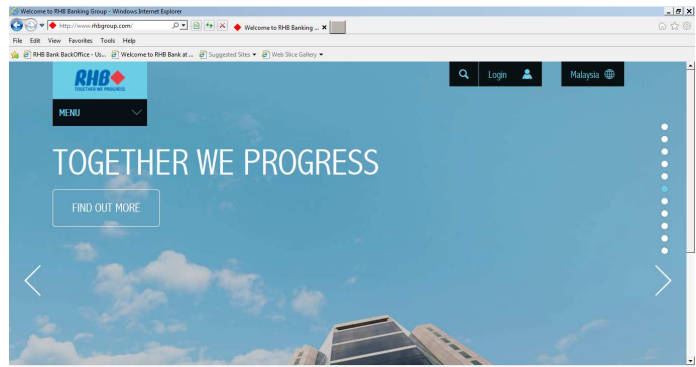 Welcome to RHB Banking Group - Windows Internet Explorer
http://www.rhbgroup.com/
Welcome to RHB Banking ...
File Edit View Favorites Tools Help
RHB Bank BackOffice - Us... Welcome to RHB Bank at ... Suggested Sites Web Slice Gallery
RHB
TOGETHER WE PROGRESS
Login Malaysia
MENU
TOGETHER WE PROGRESS
FIND OUT MORE